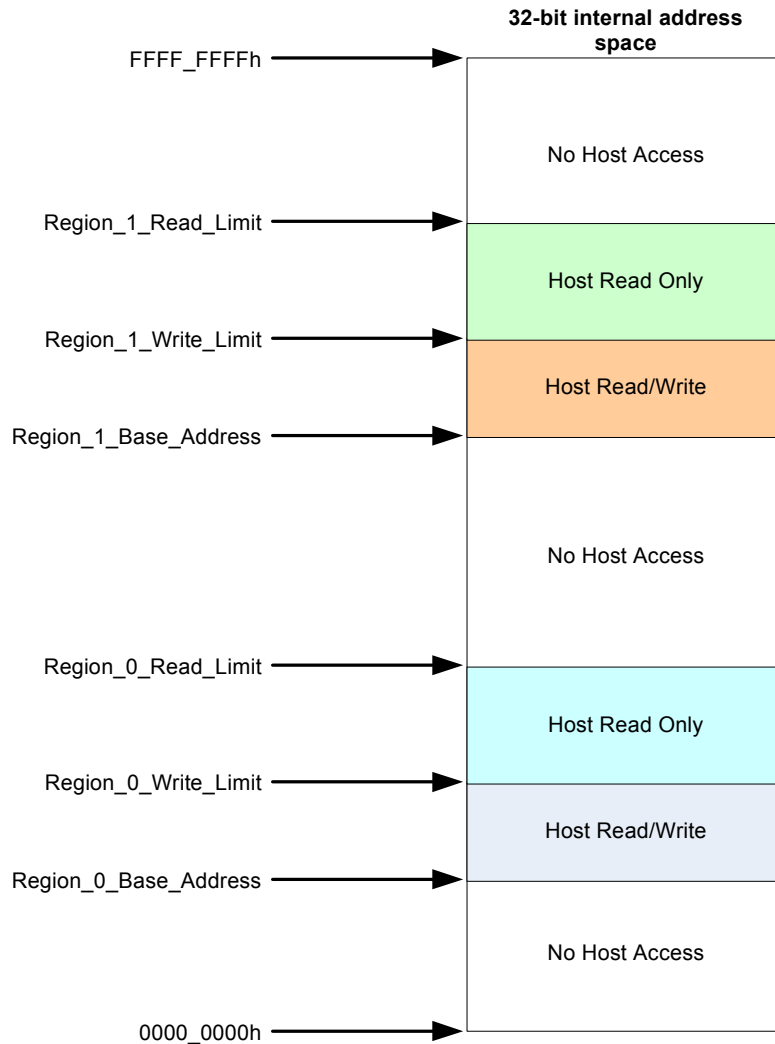 32-bit internal address
space
FFFF_FFFFh
No Host Access
Region_1_Read_Limit
Host Read Only
Region_1_Write_Limit
Host Read/Write
Region_1_Base_Address
No Host Access
Region_0_Read_Limit
Host Read Only
Region_0_Write_Limit
Host Read/Write
Region_0_Base_Address
No Host Access
0000_0000h